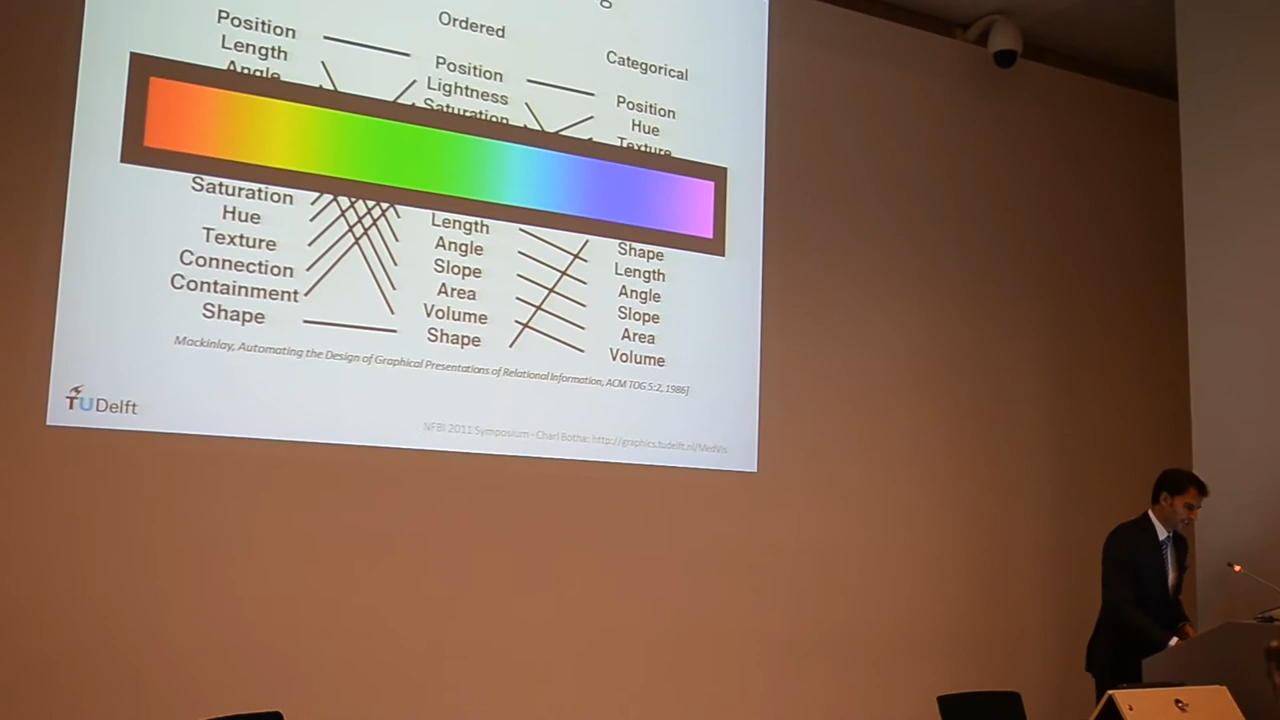 Position
Length
Angle
Saturation
Hue
Texture
Connection
Containment
Shape
Ordered
Position
Lightness
Saturation
Length
Angle
Slope
Area
Volume
Shape
Categorical
Position
Hue
Texture
Shape
Length
Angle
Slope
Area
Volume
Mackinlay, Automating the Design of Graphical Presentations of Relational Information, ACM TOG 5:2, 1986]
TUDelft
NFBI 2011 Symposium - Charl Botha: http://graphics.tudelft.nl/MedVis